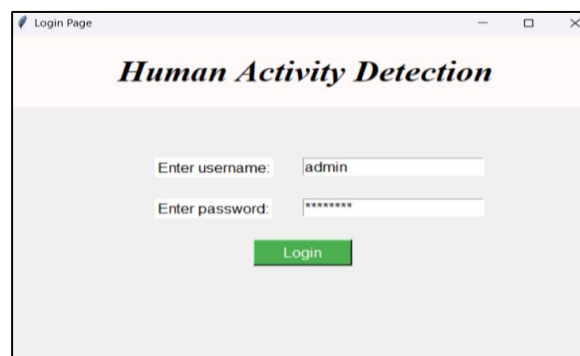 Login Page
Human Activity Detection
Enter username: admin
Enter password: ********
Login